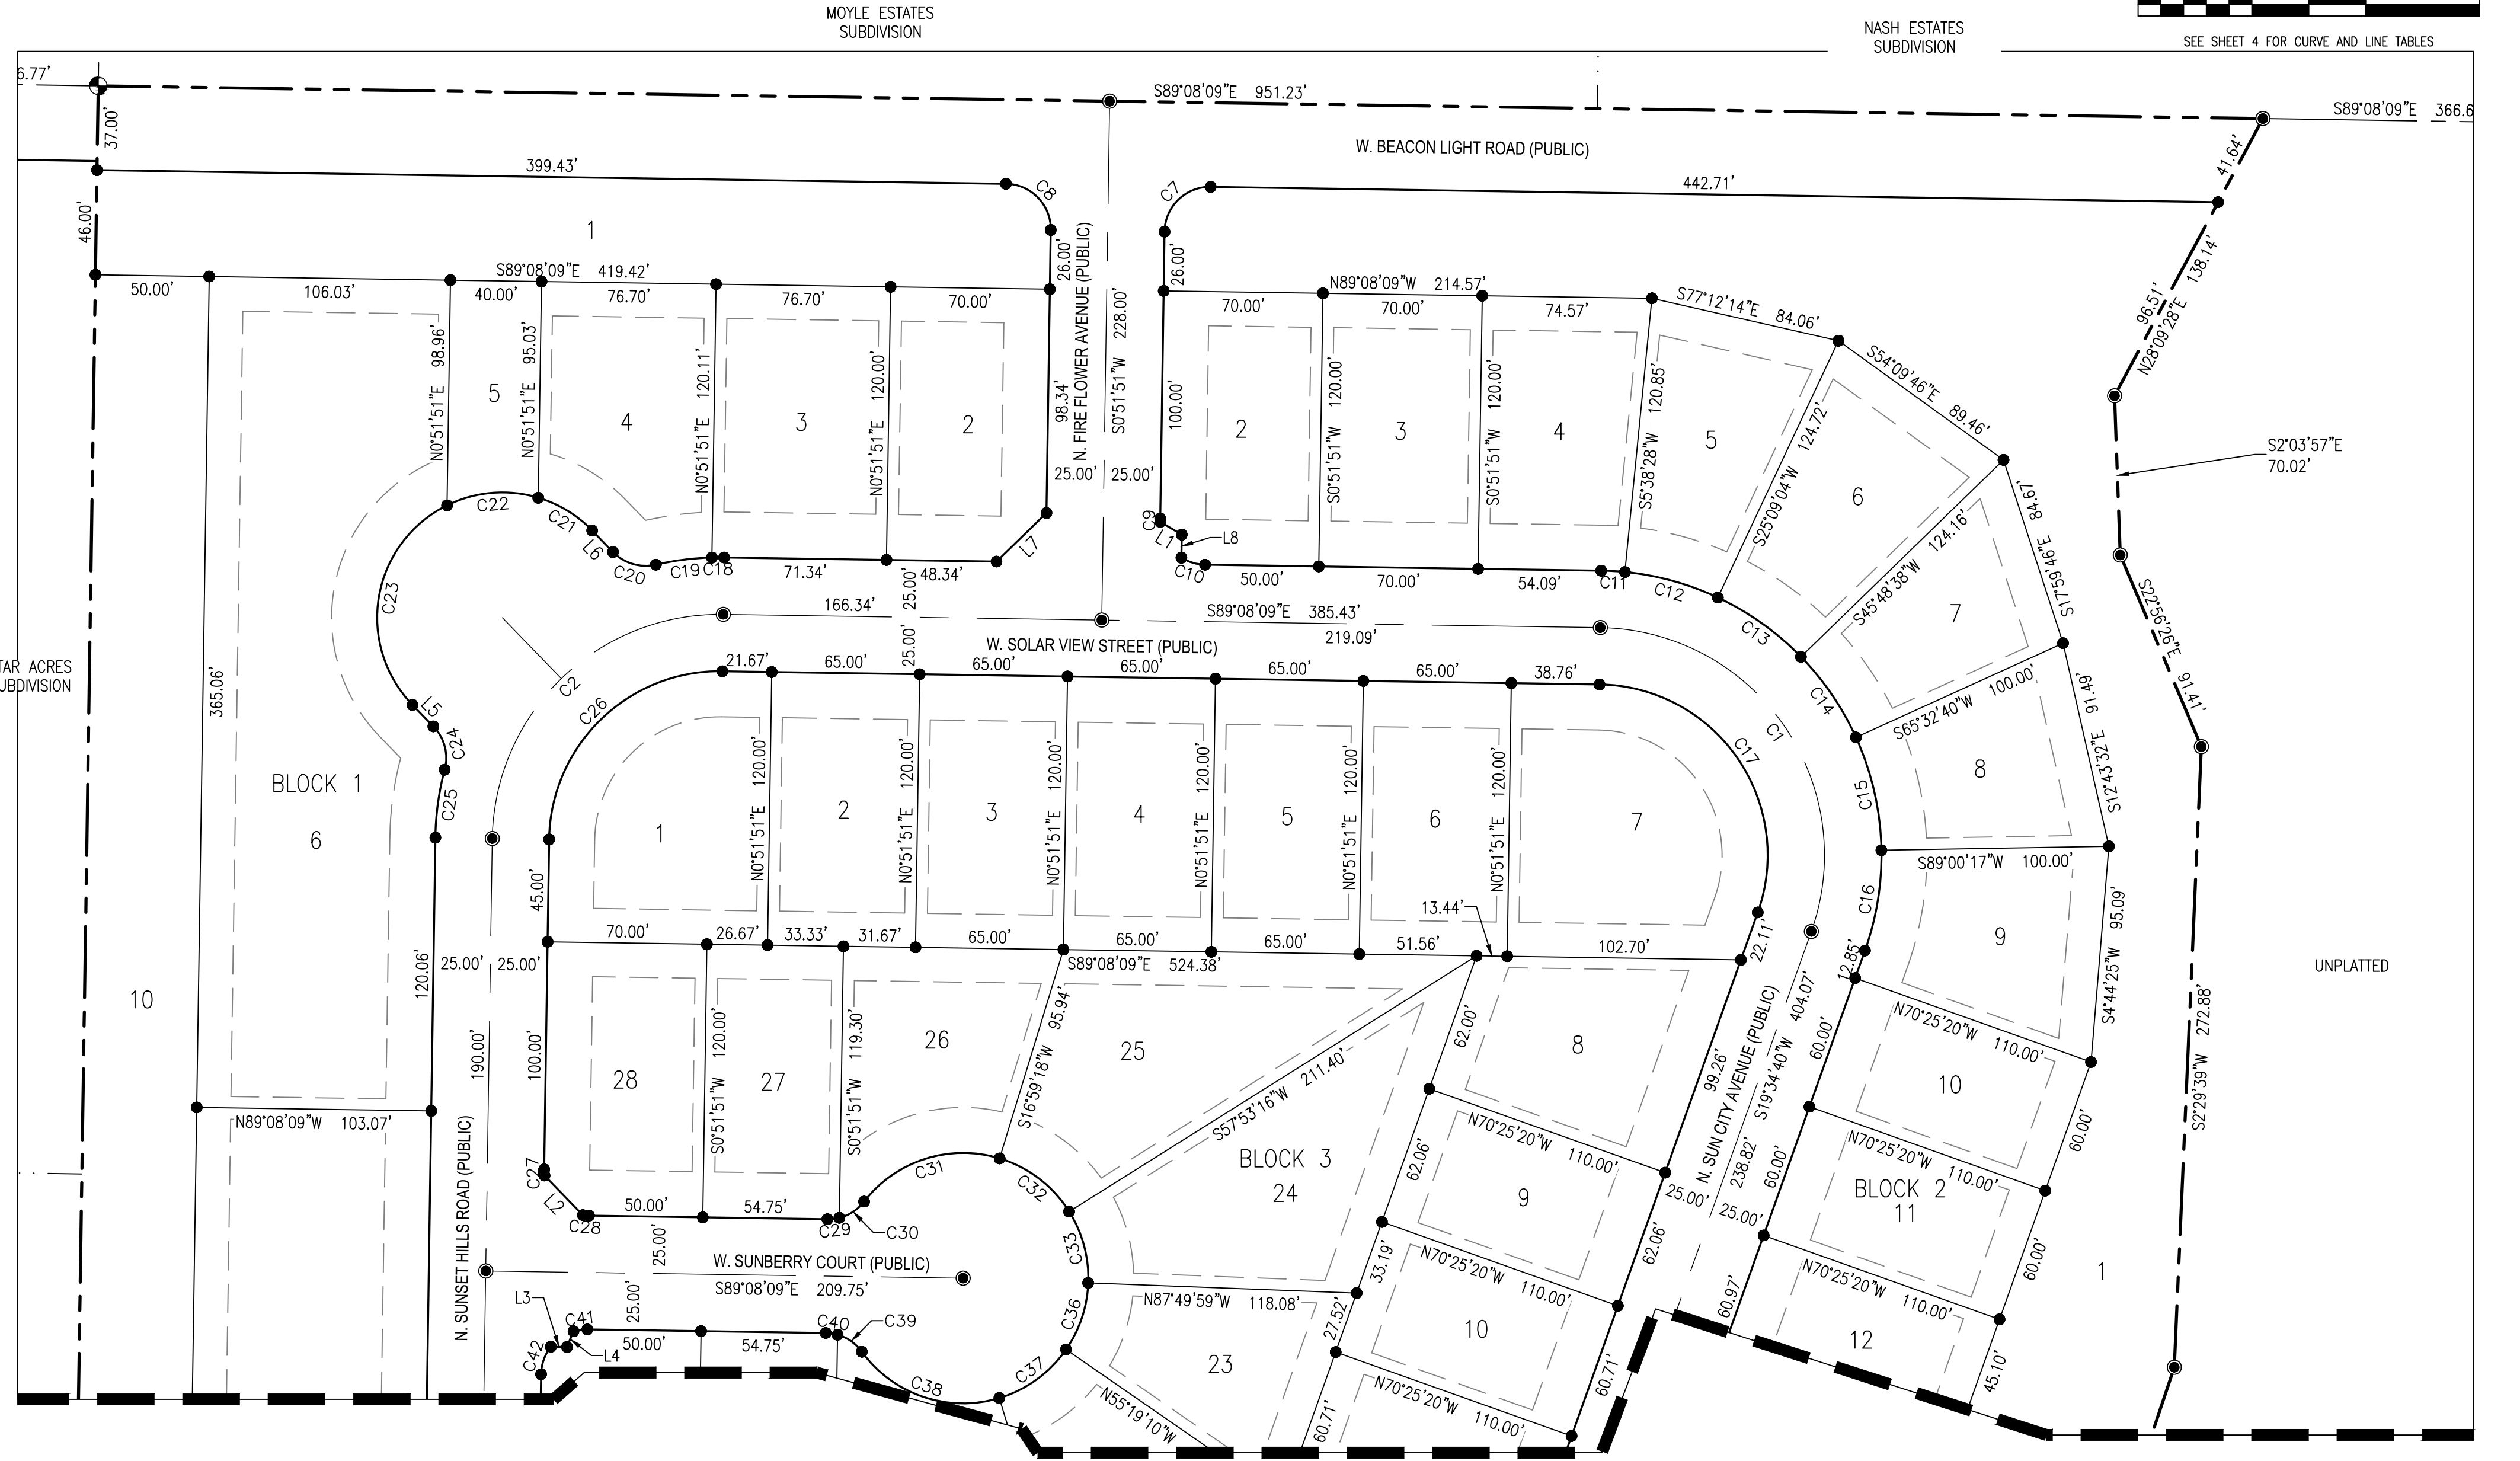 MOYLE ESTATES
SUBDIVISION
NASH ESTATES
SUBDIVISION
SEE SHEET 4 FOR CURVE AND LINE TABLES
6.77'
37.00'
S89°08'09"E 951.23'
S89°08'09"E 366.6
W. BEACON LIGHT ROAD (PUBLIC)
399.43'
C8
C7
442.71'
41.64'
46.00'
1
26.00'
26.00'
96.51'
138.14'
N28°09'28"E
S89°08'09"E 419.42'
50.00'
106.03'
40.00'
76.70'
76.70'
70.00'
N. FIRE FLOWER AVENUE (PUBLIC)
S0°51'51"W 228.00'
N89°08'09"W 214.57'
70.00'
70.00'
74.57'
S77°12'14"E 84.06'
S54°09'46"E 89.46'
N0°51'51"E 98.96'
5
N0°51'51"E 95.03'
4
N0°51'51"E 120.11'
3
N0°51'51"E 120.00'
2
98.34'
25.00'
25.00'
100.00'
2
S0°51'51"W 120.00'
3
S0°51'51"W 120.00'
4
S5°38'28"W 120.85'
5
S25°09'04"W 124.72'
6
S45°48'38"W 124.16'
7
S17°59'46"E 84.67'
S2°03'57"E
70.02'
C22
C21
L6
C20
C19
C18
71.34'
48.34'
L7
C9
L1
L8
C10
50.00'
70.00'
54.09'
C11
C12
C13
C14
C23
C2
166.34'
25.00'
25.00'
S89°08'09"E 385.43'
219.09'
W. SOLAR VIEW STREET (PUBLIC)
S22°56'26"E 91.41'
TAR ACRES
UBDIVISION
365.06'
L5
C24
C25
C26
21.67'
65.00'
65.00'
65.00'
65.00'
65.00'
38.76'
C17
C1
S65°32'40"W 100.00'
S12°43'32"E 91.49'
8
BLOCK 1
6
1
N0°51'51"E 120.00'
2
N0°51'51"E 120.00'
3
N0°51'51"E 120.00'
4
N0°51'51"E 120.00'
5
N0°51'51"E 120.00'
6
N0°51'51"E 120.00'
7
C15
S89°00'17"W 100.00'
C16
9
S4°44'25"W 95.09'
UNPLATTED
45.00'
120.06'
25.00'
25.00'
70.00'
26.67'
33.33'
31.67'
65.00'
65.00'
65.00'
51.56'
13.44'
102.70'
22.11'
12.85'
S89°08'09"E 524.38'
10
190.00'
100.00'
28
S0°51'51"W 120.00'
27
S0°51'51"W 119.30'
26
S16°59'18"W 95.94'
25
S57°53'16"W 211.40'
62.00'
8
99.26'
N. SUN CITY AVENUE (PUBLIC)
S19°34'40"W 404.07'
238.82'
60.00'
N70°25'20"W 110.00'
10
60.00'
S2°29'39"W 272.88'
N89°08'09"W 103.07'
N. SUNSET HILLS ROAD (PUBLIC)
C27
L2
C28
50.00'
54.75'
C29
C30
C31
C32
C33
BLOCK 3
24
62.06'
N70°25'20"W 110.00'
9
25.00'
25.00'
60.00'
N70°25'20"W 110.00'
BLOCK 2
11
60.00'
1
25.00'
W. SUNBERRY COURT (PUBLIC)
S89°08'09"E 209.75'
25.00'
L3
C41
L4
C42
50.00'
54.75'
C40
C39
C38
C37
C36
N87°49'59"W 118.08'
33.19'
27.52'
N70°25'20"W 110.00'
10
62.06'
60.97'
N70°25'20"W 110.00'
12
45.10'
23
N55°19'10"W
60.71'
N70°25'20"W 110.00'
60.71'